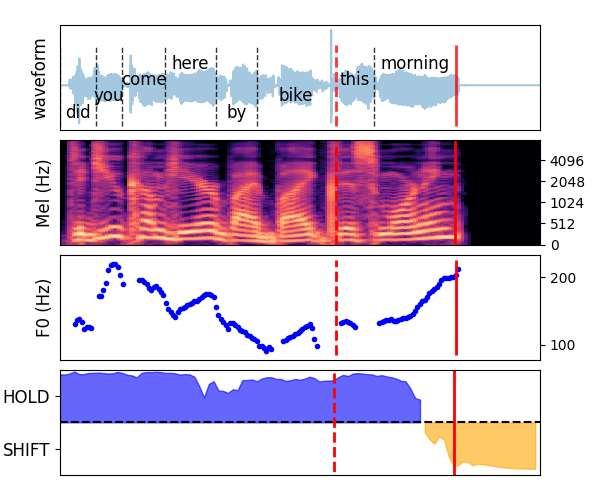 waveform
did
you
come
here
by
bike
this
morning
Mel (Hz)
4096
2048
1024
512
0
F0 (Hz)
200
100
HOLD
SHIFT